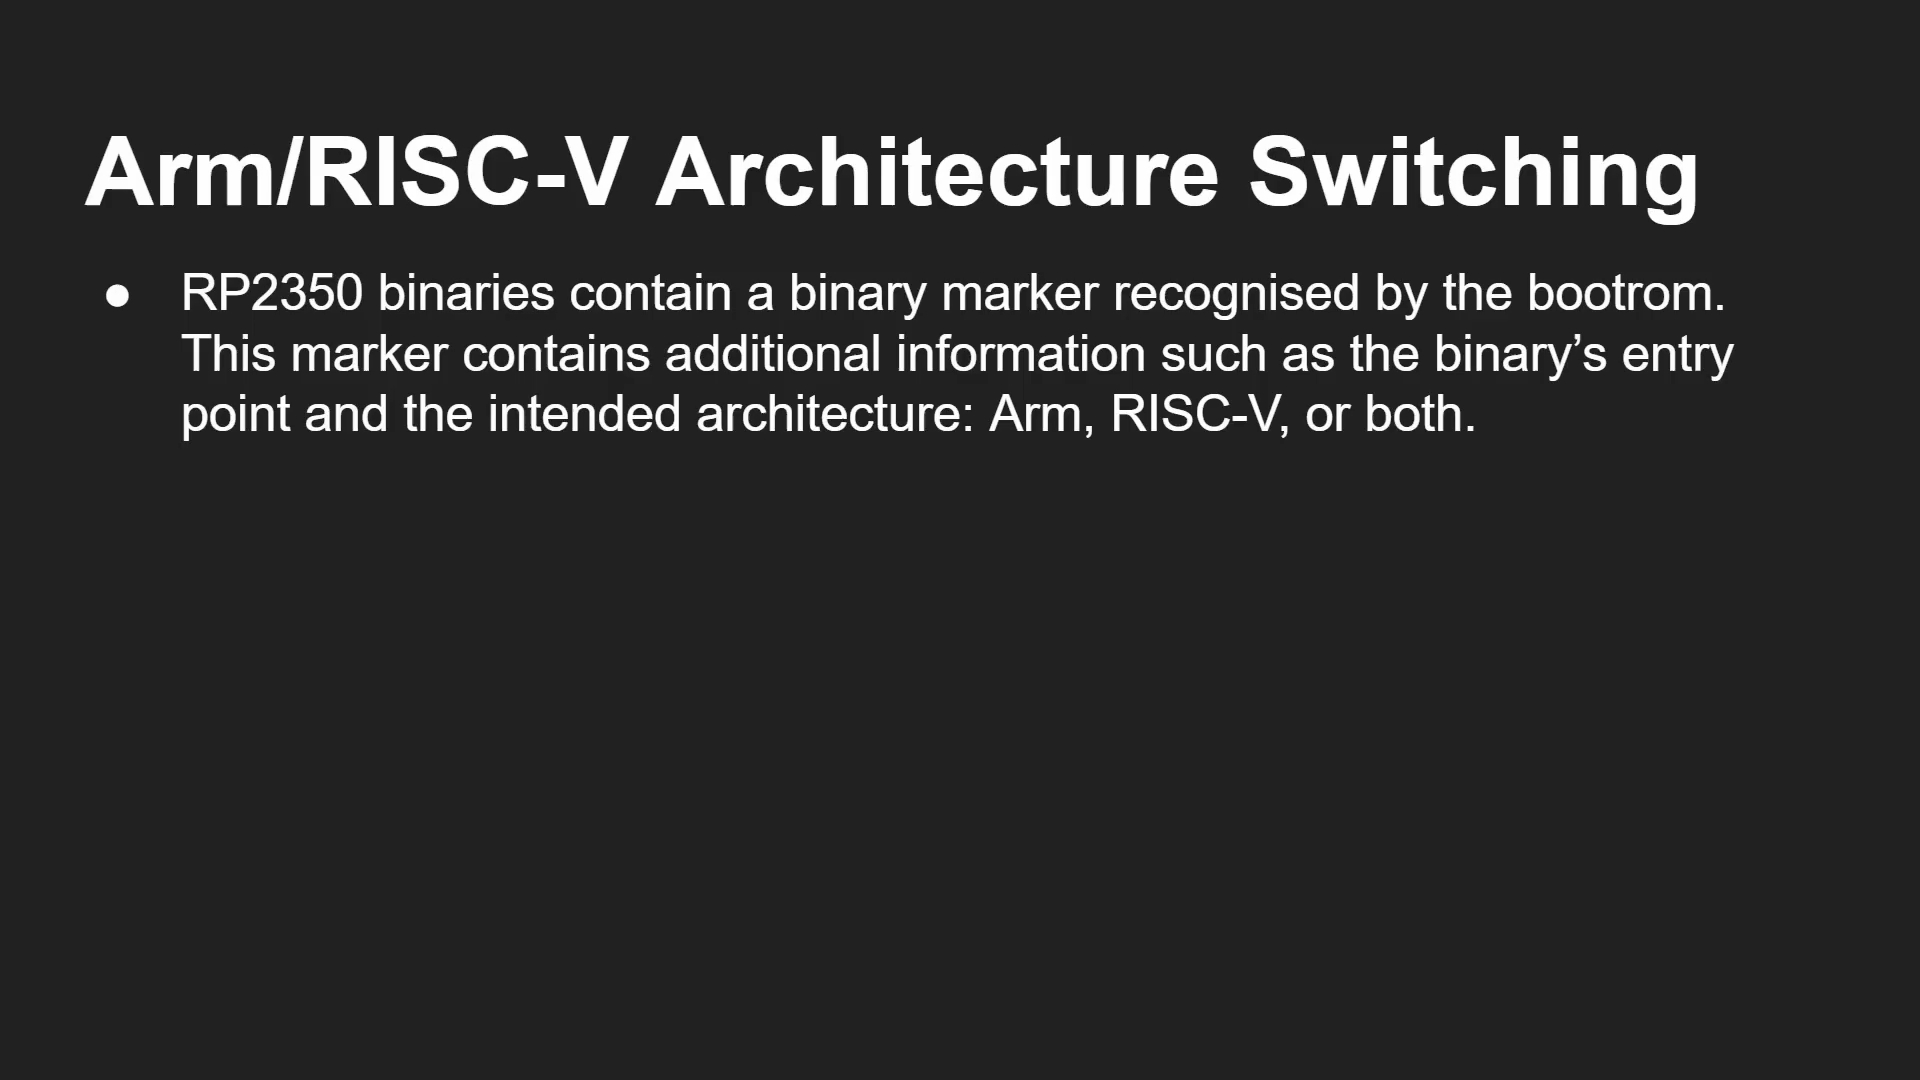 Arm/RISC-V Architecture Switching
● RP2350 binaries contain a binary marker recognised by the bootrom.
This marker contains additional information such as the binary’s entry
point and the intended architecture: Arm, RISC-V, or both.